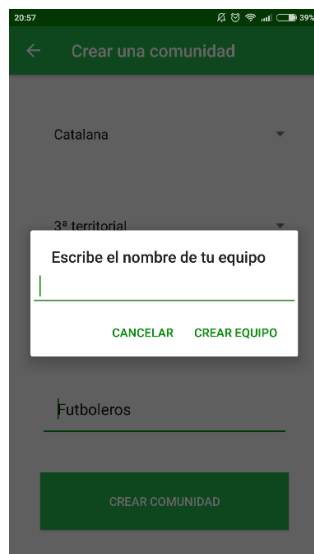 20:57
39%
Crear una comunidad
Catalana
3ª territorial
Escribe el nombre de tu equipo
CANCELAR CREAR EQUIPO
Futboleros
CREAR COMUNIDAD